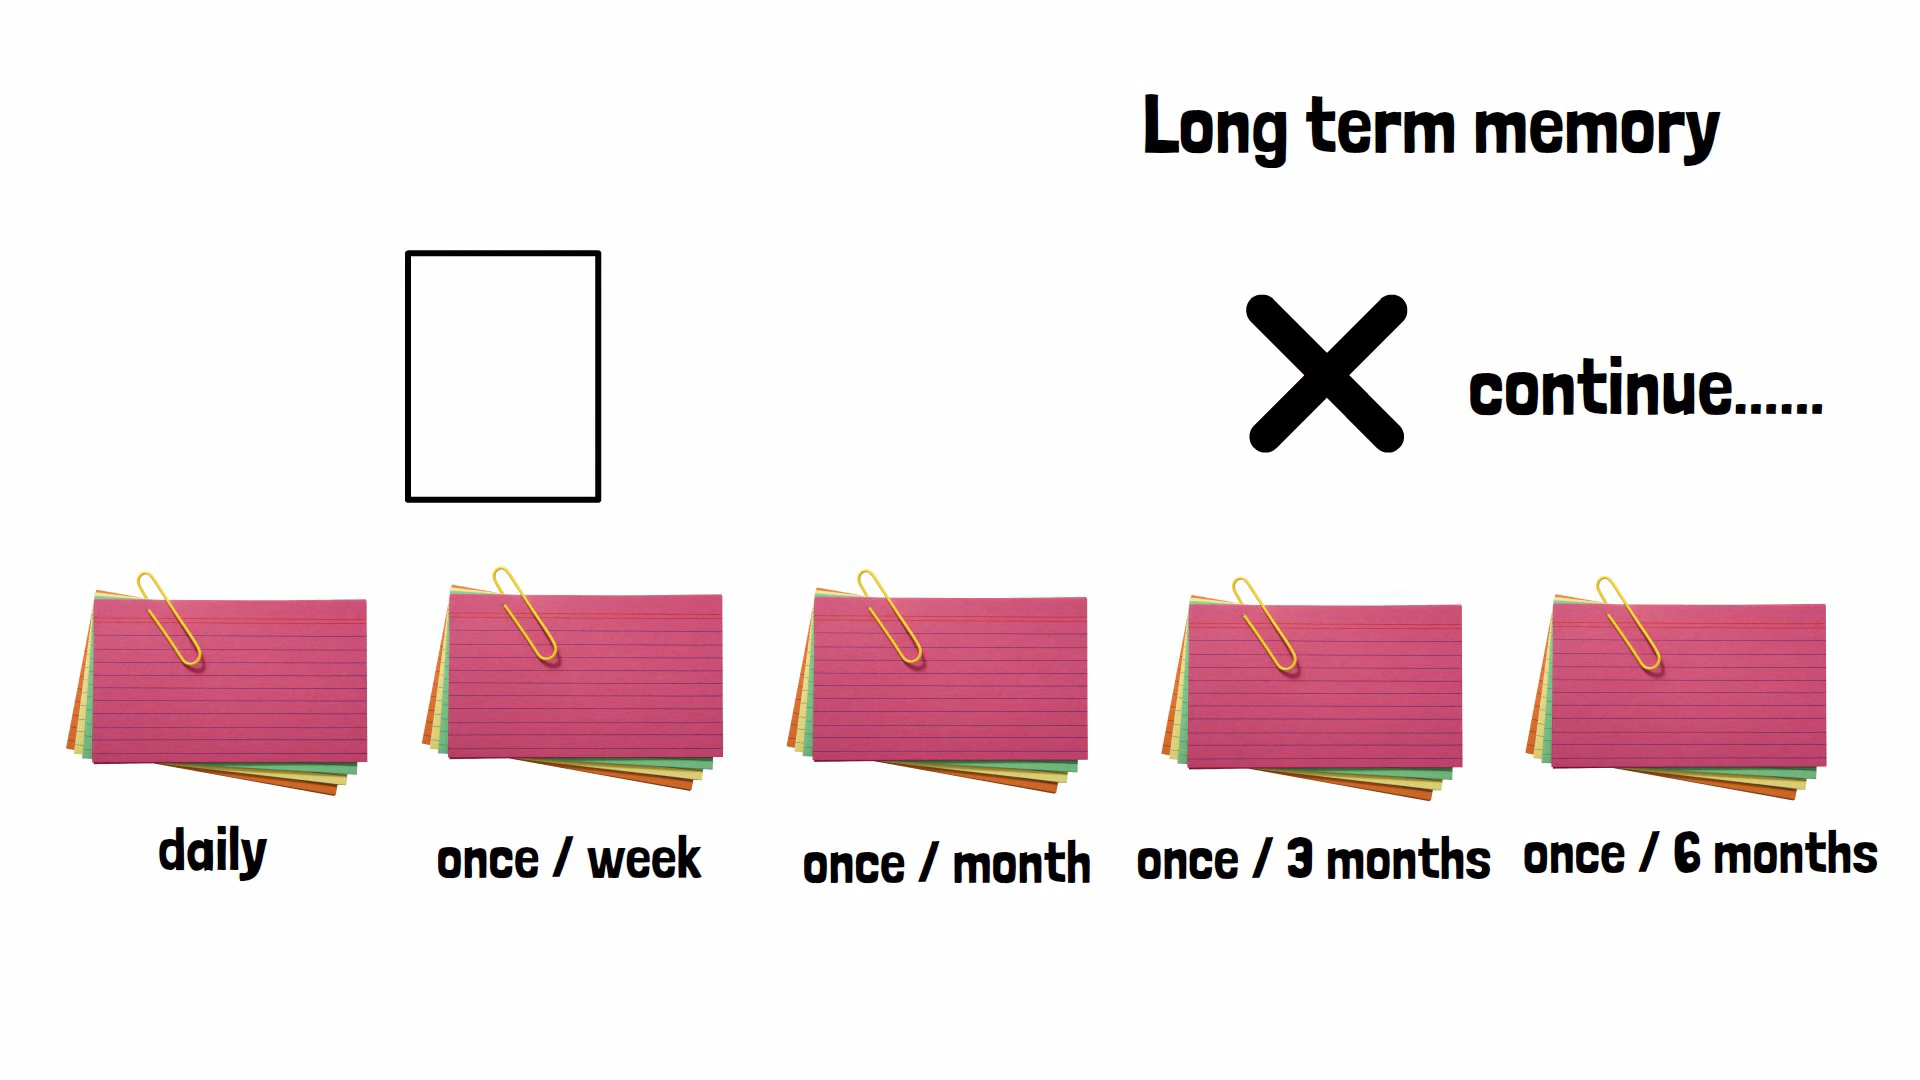 Long term memory
continue......
daily
once / week
once / month
once / 3 months
once / 6 months